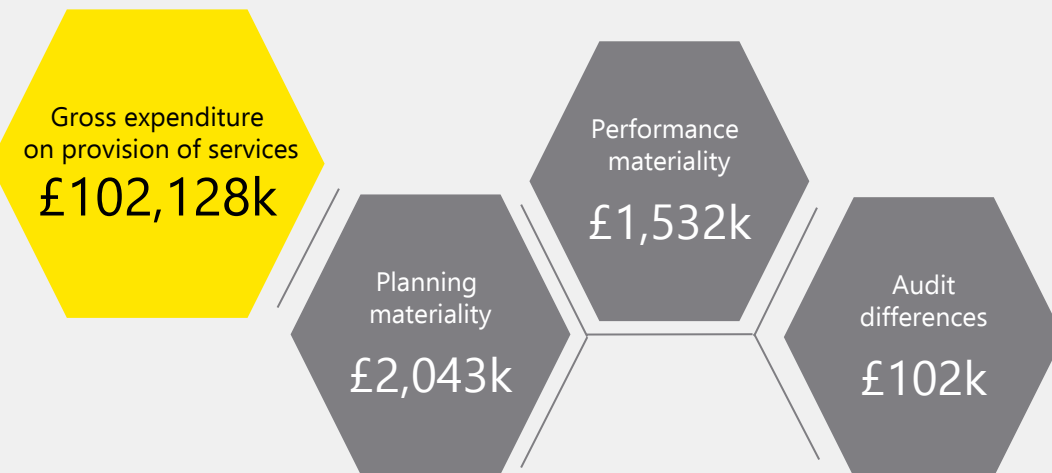 Gross expenditure
on provision of services
£102,128k
Planning
materiality
£2,043k
Performance
materiality
£1,532k
Audit
differences
£102k